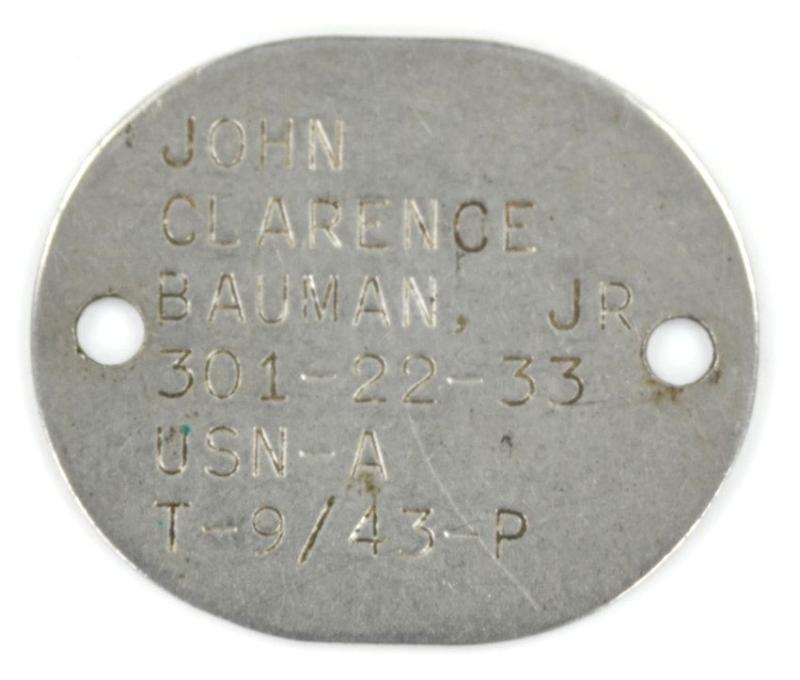 JOHN
CLARENCE
BAUMAN, JR
301-22-33
USN-A
T-9/43-P